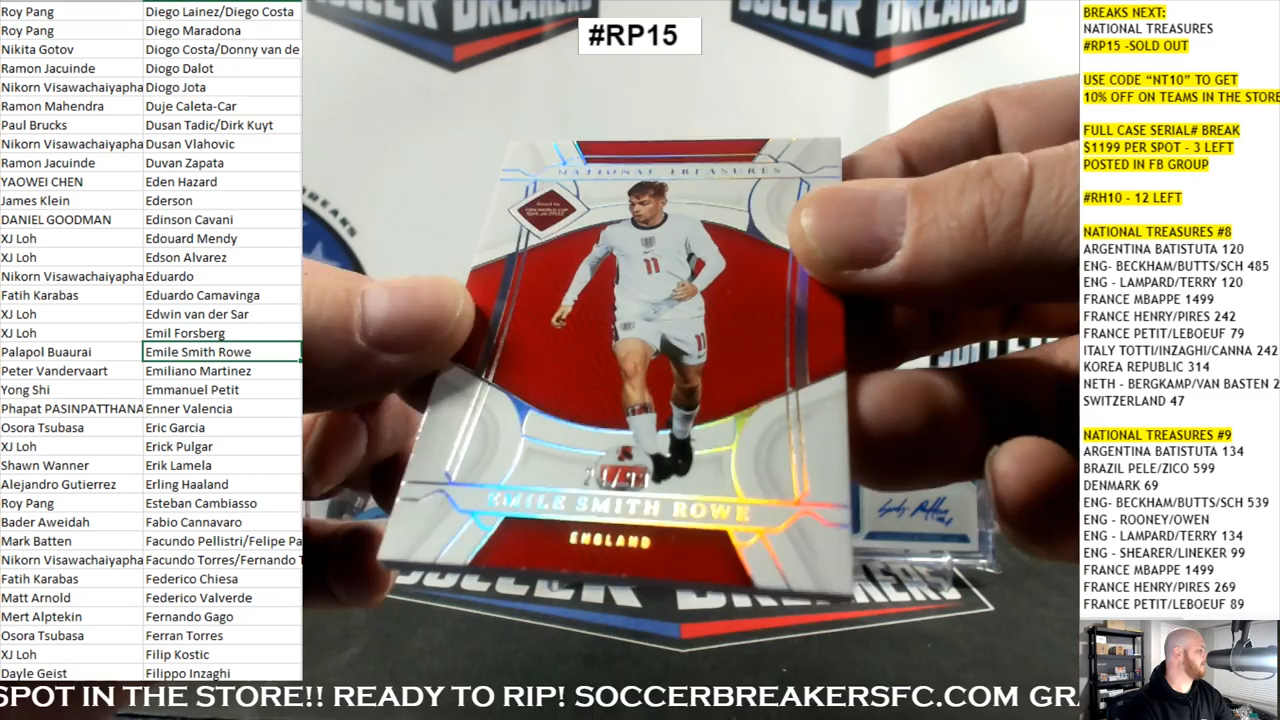 Roy Pang Diego Lainez/Diego Costa
Roy Pang Diego Maradona
Nikita Gotov Diogo Costa/Donny van de
Ramon Jacuinde Diogo Dalot
Nikorn Visawachaiyapha Diogo Jota
Ramon Mahendra Duje Caleta-Car
Paul Brucks Dusan Tadic/Dirk Kuyt
Nikorn Visawachaiyapha Dusan Vlahovic
Ramon Jacuinde Duvan Zapata
YAOWEI CHEN Eden Hazard
James Klein Ederson
DANIEL GOODMAN Edinson Cavani
XJ Loh Edouard Mendy
XJ Loh Edson Alvarez
Nikorn Visawachaiyapha Eduardo
Fatih Karabas Eduardo Camavinga
XJ Loh Edwin van der Sar
XJ Loh Emil Forsberg
Palapol Buaurai Emile Smith Rowe
Peter Vandervaart Emiliano Martinez
Yong Shi Emmanuel Petit
Phapat PASINPATTHANA Enner Valencia
Osora Tsubasa Eric Garcia
XJ Loh Erick Pulgar
Shawn Wanner Erik Lamela
Alejandro Gutierrez Erling Haaland
Roy Pang Esteban Cambiasso
Bader Aweidah Fabio Cannavaro
Mark Batten Facundo Pellistri/Felipe Pa
Nikorn Visawachaiyapha Facundo Torres/Fernando T
Fatih Karabas Federico Chiesa
Matt Arnold Federico Valverde
Mert Alptekin Fernando Gago
Osora Tsubasa Ferran Torres
XJ Loh Filip Kostic
Dayle Geist Filippo Inzaghi
#RP15
NATIONAL TREASURES
11
11
EMILE SMITH ROWE
ENGLAND
SOCCER BREAKERS
BREAKS NEXT:
NATIONAL TREASURES
#RP15 -SOLD OUT
USE CODE “NT10” TO GET
10% OFF ON TEAMS IN THE STORE
FULL CASE SERIAL# BREAK
$1199 PER SPOT - 3 LEFT
POSTED IN FB GROUP
#RH10 - 12 LEFT
NATIONAL TREASURES #8
ARGENTINA BATISTUTA 120
ENG- BECKHAM/BUTTS/SCH 485
ENG - LAMPARD/TERRY 120
FRANCE MBAPPE 1499
FRANCE HENRY/PIRES 242
FRANCE PETIT/LEBOEUF 79
ITALY TOTTI/INZAGHI/CANNA 242
KOREA REPUBLIC 314
NETH - BERGKAMP/VAN BASTEN 2
SWITZERLAND 47
NATIONAL TREASURES #9
ARGENTINA BATISTUTA 134
BRAZIL PELE/ZICO 599
DENMARK 69
ENG- BECKHAM/BUTTS/SCH 539
ENG - ROONEY/OWEN
ENG - LAMPARD/TERRY 134
ENG - SHEARER/LINEKER 99
FRANCE MBAPPE 1499
FRANCE HENRY/PIRES 269
FRANCE PETIT/LEBOEUF 89
SPOT IN THE STORE!! READY TO RIP! SOCCERBREAKERSFC.COM GR